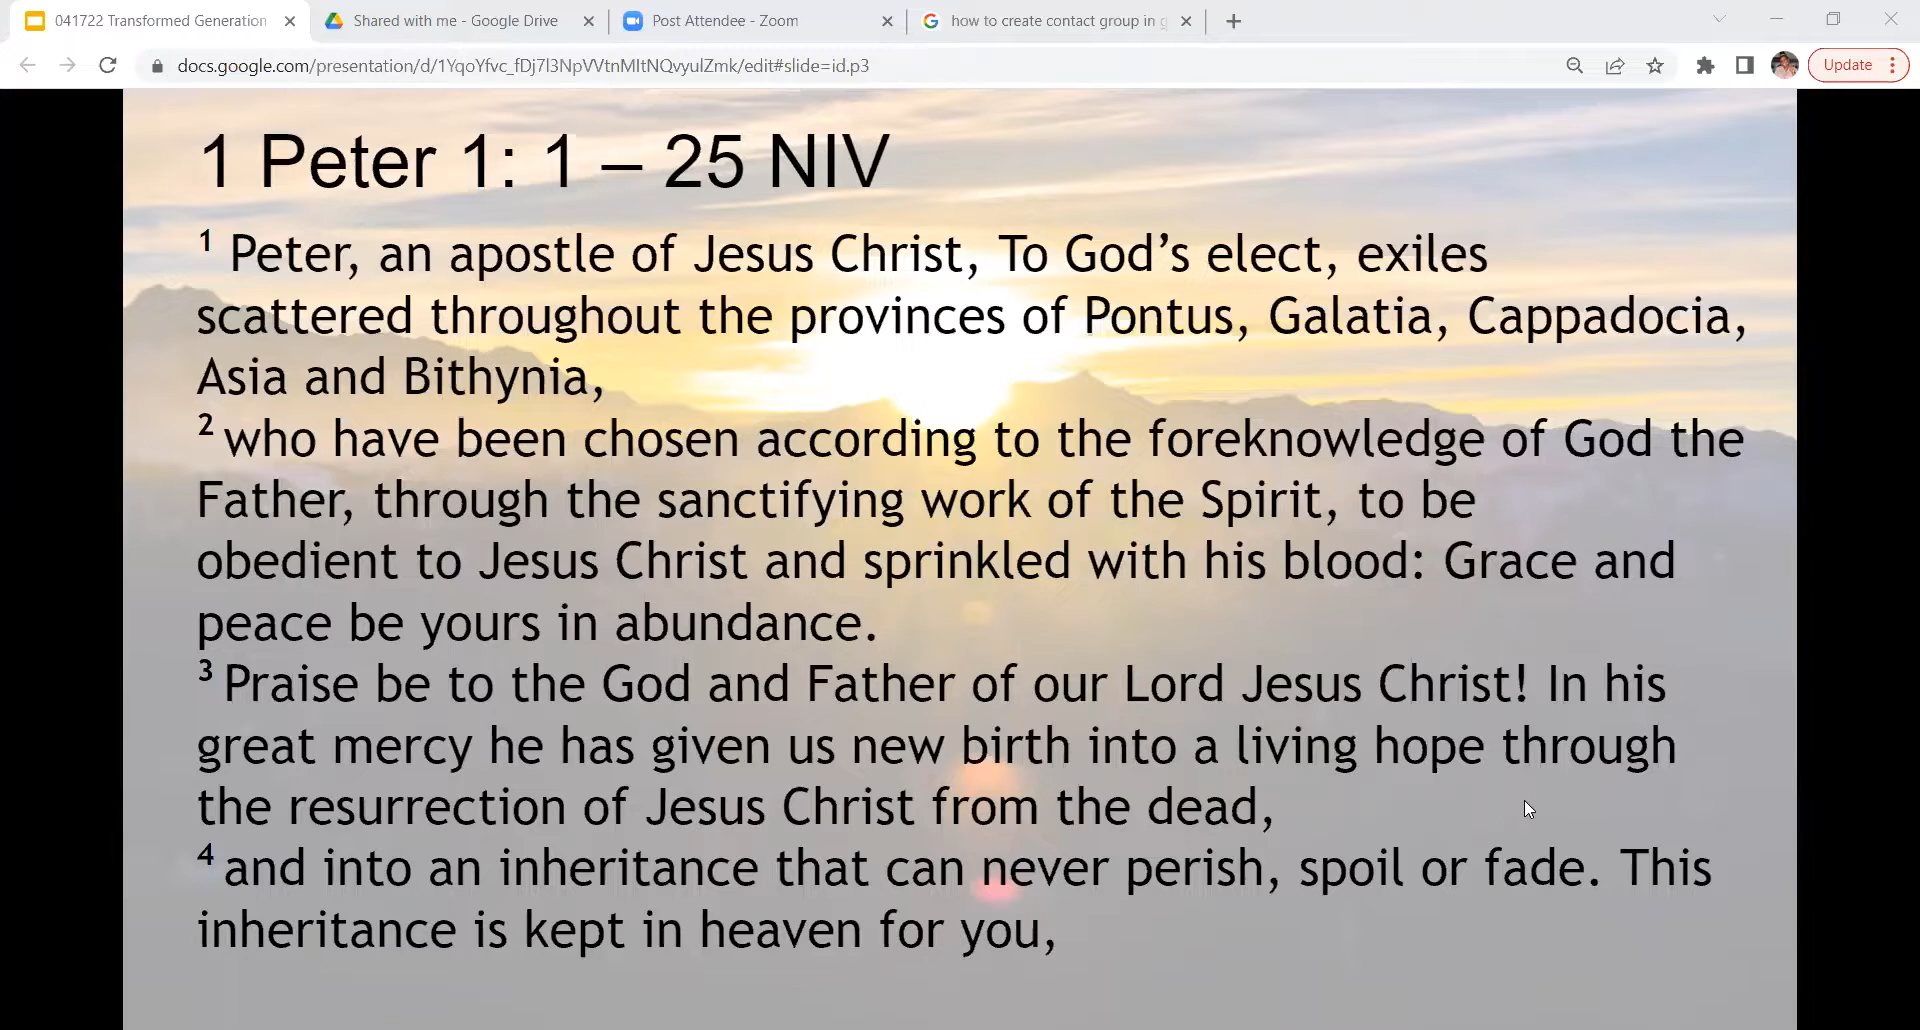 041722 Transformed Generation
Shared with me - Google Drive
Post Attendee - Zoom
how to create contact group in g
docs.google.com/presentation/d/1YqoYfvc_fDj7l3NpVVtnMltNQvyulZmk/edit#slide=id.p3
Update
1 Peter 1: 1 – 25 NIV
1 Peter, an apostle of Jesus Christ, To God’s elect, exiles
scattered throughout the provinces of Pontus, Galatia, Cappadocia,
Asia and Bithynia,
2 who have been chosen according to the foreknowledge of God the
Father, through the sanctifying work of the Spirit, to be
obedient to Jesus Christ and sprinkled with his blood: Grace and
peace be yours in abundance.
3 Praise be to the God and Father of our Lord Jesus Christ! In his
great mercy he has given us new birth into a living hope through
the resurrection of Jesus Christ from the dead,
4 and into an inheritance that can never perish, spoil or fade. This
inheritance is kept in heaven for you,